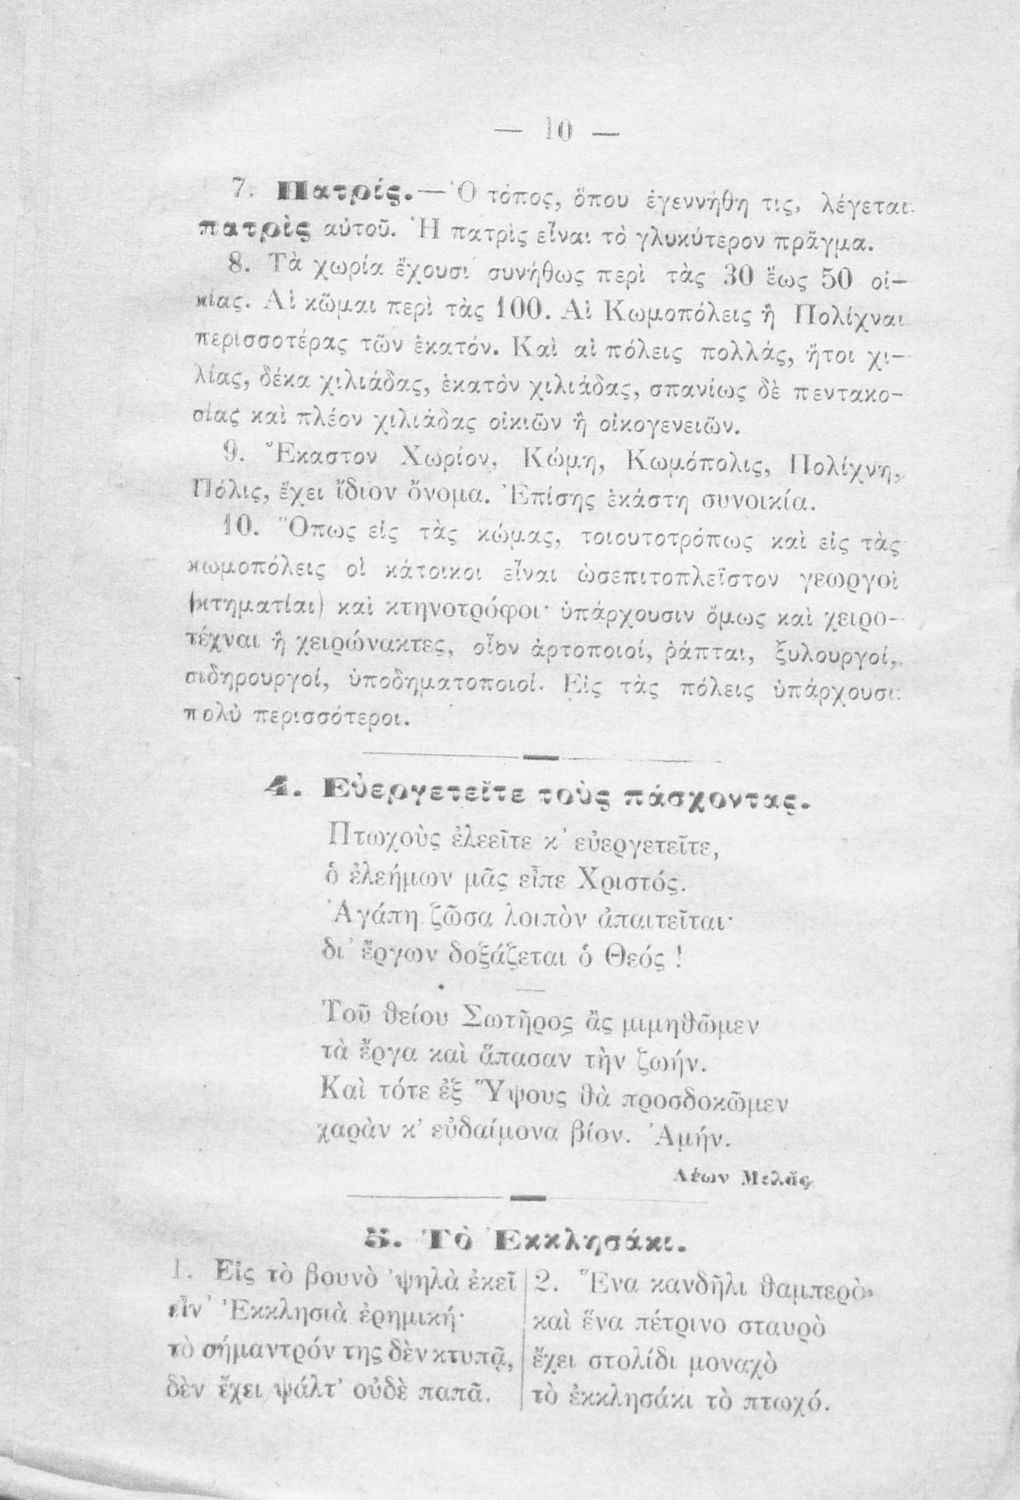 — 10 —
7. Πατρίς.— Ὁ τόπος, ὅπου ἐγεννήθη τις, λέγεται
πατρὶς αὐτοῦ. Ἡ πατρὶς εἶναι τὸ γλυκύτερον πρᾶγμα.
8. Τὰ χωρία ἔχουσι συνήθως περὶ τὰς 30 ἕως 50 οἰ-
κίας. Αἱ κῶμαι περὶ τὰς 100. Αἱ Κωμοπόλεις ἢ Πολίχναι
περισσοτέρας τῶν ἑκατόν. Καὶ αἱ πόλεις πολλάς, ἤτοι χι-
λίας, δέκα χιλιάδας, ἑκατὸν χιλιάδας, σπανίως δὲ πεντακο-
σίας καὶ πλέον χιλιάδας οἰκιῶν ἢ οἰκογενειῶν.
9. Ἕκαστον Χωρίον, Κώμη, Κωμόπολις, Πολίχνη,
Πόλις, ἔχει ἴδιον ὄνομα. Ἐπίσης ἑκάστη συνοικία.
10. Ὅπως εἰς τὰς κώμας, τοιουτοτρόπως καὶ εἰς τὰς
κωμοπόλεις οἱ κάτοικοι εἶναι ὡσεπιτοπλεῖστον γεωργοὶ
(κτηματίαι) καὶ κτηνοτρόφοι· ὑπάρχουσιν ὅμως καὶ χειρο-
τέχναι ἢ χειρώνακτες, οἷον ἀρτοποιοί, ῥάπται, ξυλουργοί,
σιδηρουργοί, ὑποδηματοποιοί. Εἰς τὰς πόλεις ὑπάρχουσι
πολὺ περισσότεροι.
4. Εὐεργετεῖτε τοὺς πάσχοντας.
Πτωχοὺς ἐλεεῖτε κ' εὐεργετεῖτε,
ὁ ἐλεήμων μᾶς εἶπε Χριστός.
Ἀγάπη ζῶσα λοιπὸν ἀπαιτεῖται·
δι' ἔργων δοξάζεται ὁ Θεός !
Τοῦ θείου Σωτῆρος ἂς μιμηθῶμεν
τὰ ἔργα καὶ ἅπασαν τὴν ζωήν.
Καὶ τότε ἐξ Ὕψους θὰ προσδοκῶμεν
χαρὰν κ' εὐδαίμονα βίον. Ἀμήν.
Λέων Μελᾶς
5. Τὸ Ἐκκλησάκι.
1. Εἰς τὸ βουνὸ 'ψηλὰ ἐκεῖ
εἶν' Ἐκκλησιὰ ἐρημική·
τὸ σήμαντρόν της δὲν κτυπᾷ,
δὲν ἔχει ψάλτ' οὐδὲ παπᾶ.
2. Ἕνα κανδῆλι θαμπερὸ
καὶ ἕνα πέτρινο σταυρὸ
ἔχει στολίδι μοναχὸ
τὸ ἐκκλησάκι τὸ πτωχό.